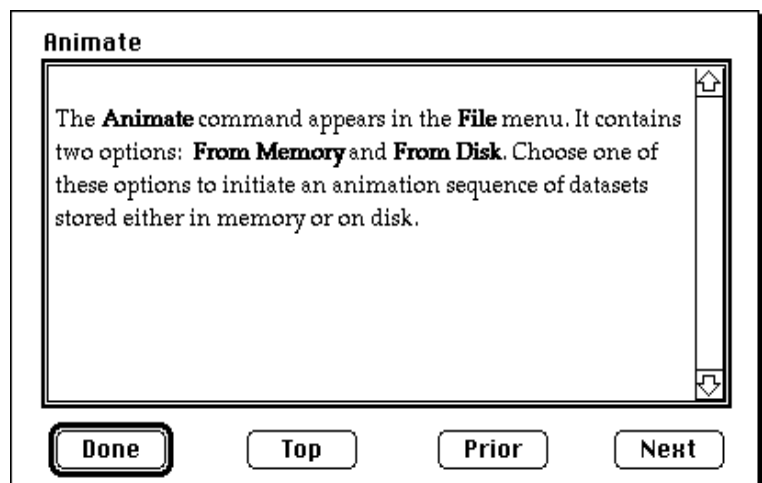 Animate
The Animate command appears in the File menu. It contains
two options: From Memory and From Disk. Choose one of
these options to initiate an animation sequence of datasets
stored either in memory or on disk.
Done Top Prior Next